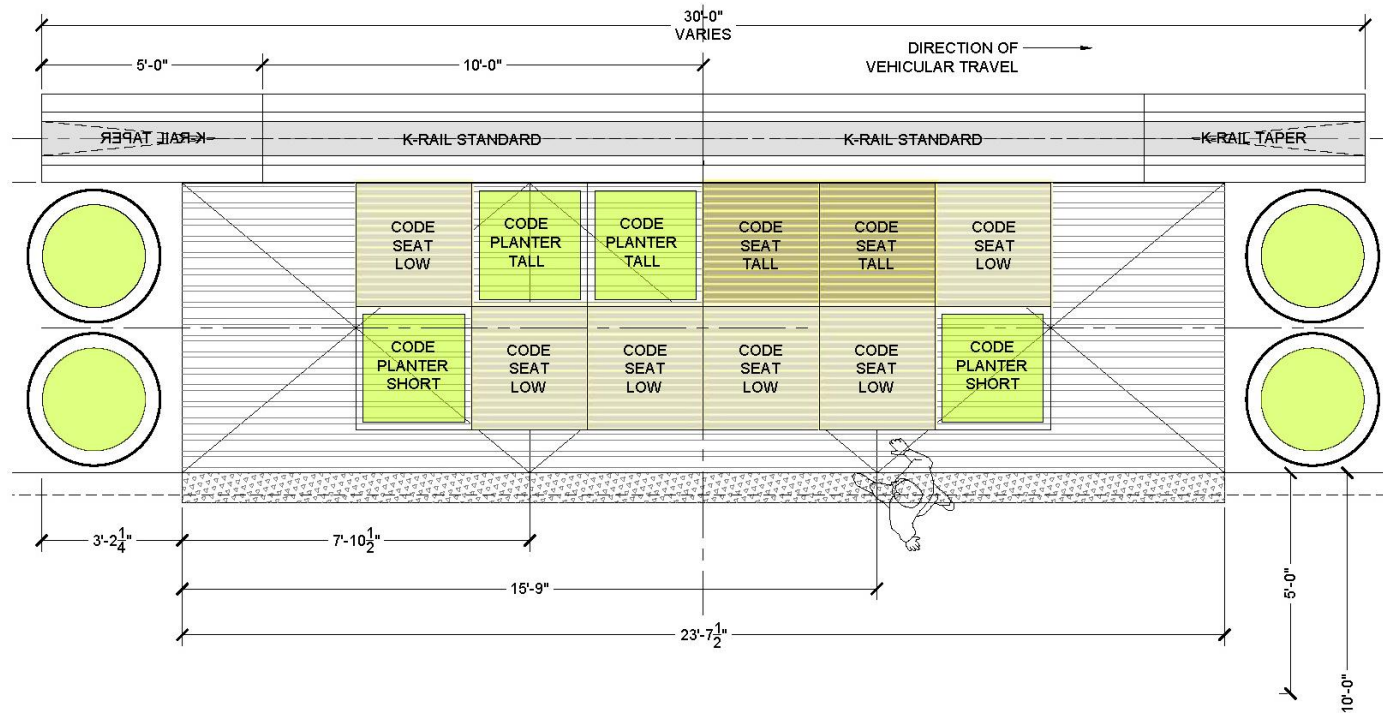 30'-0"
VARIES
DIRECTION OF
VEHICULAR TRAVEL
5'-0"
10'-0"
K-RAIL TAPER
K-RAIL STANDARD
K-RAIL STANDARD
K-RAIL TAPER
CODE
SEAT
LOW
CODE
PLANTER
TALL
CODE
PLANTER
TALL
CODE
SEAT
TALL
CODE
SEAT
TALL
CODE
SEAT
LOW
CODE
PLANTER
SHORT
CODE
SEAT
LOW
CODE
SEAT
LOW
CODE
SEAT
LOW
CODE
SEAT
LOW
CODE
PLANTER
SHORT
3'-2 1/4"
7'-10 1/2"
15'-9"
23'-7 1/2"
5'-0"
10'-0"